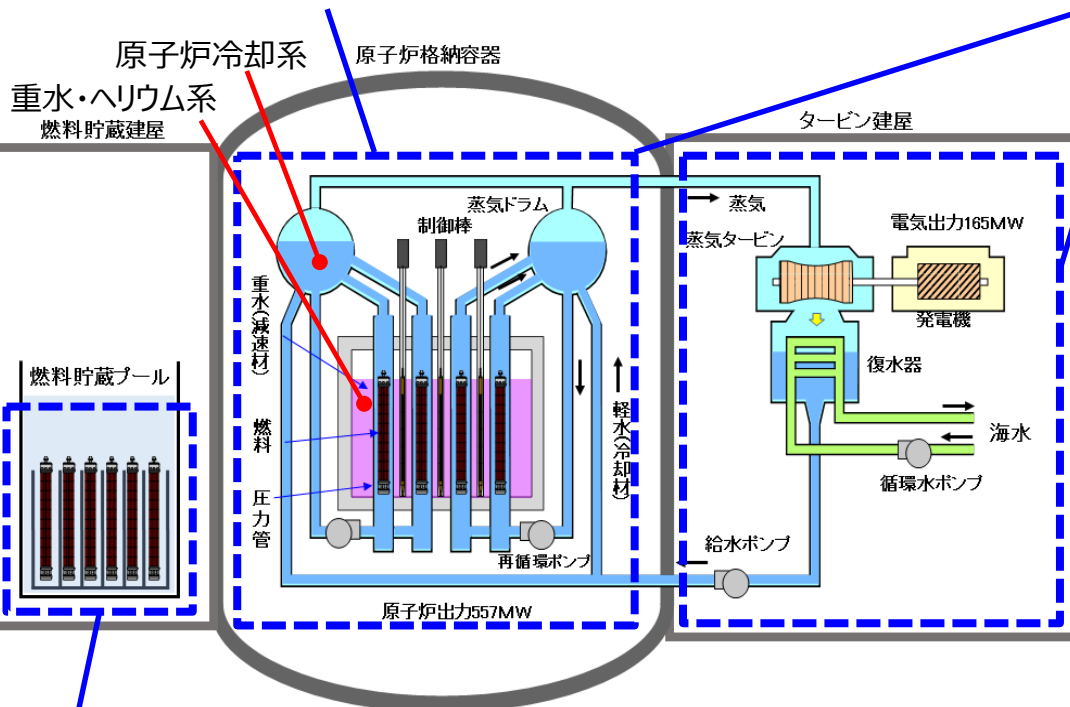 原子炉冷却系
原子炉格納容器
重水・ヘリウム系
燃料貯蔵建屋
タービン建屋
蒸気ドラム
制御棒
蒸気
電気出力165MW
蒸気タービン
重水(減速材)
発電機
復水器
燃料貯蔵プール
燃料
軽水(冷却材)
海水
循環水ポンプ
圧力管
給水ポンプ
再循環ポンプ
原子炉出力557MW